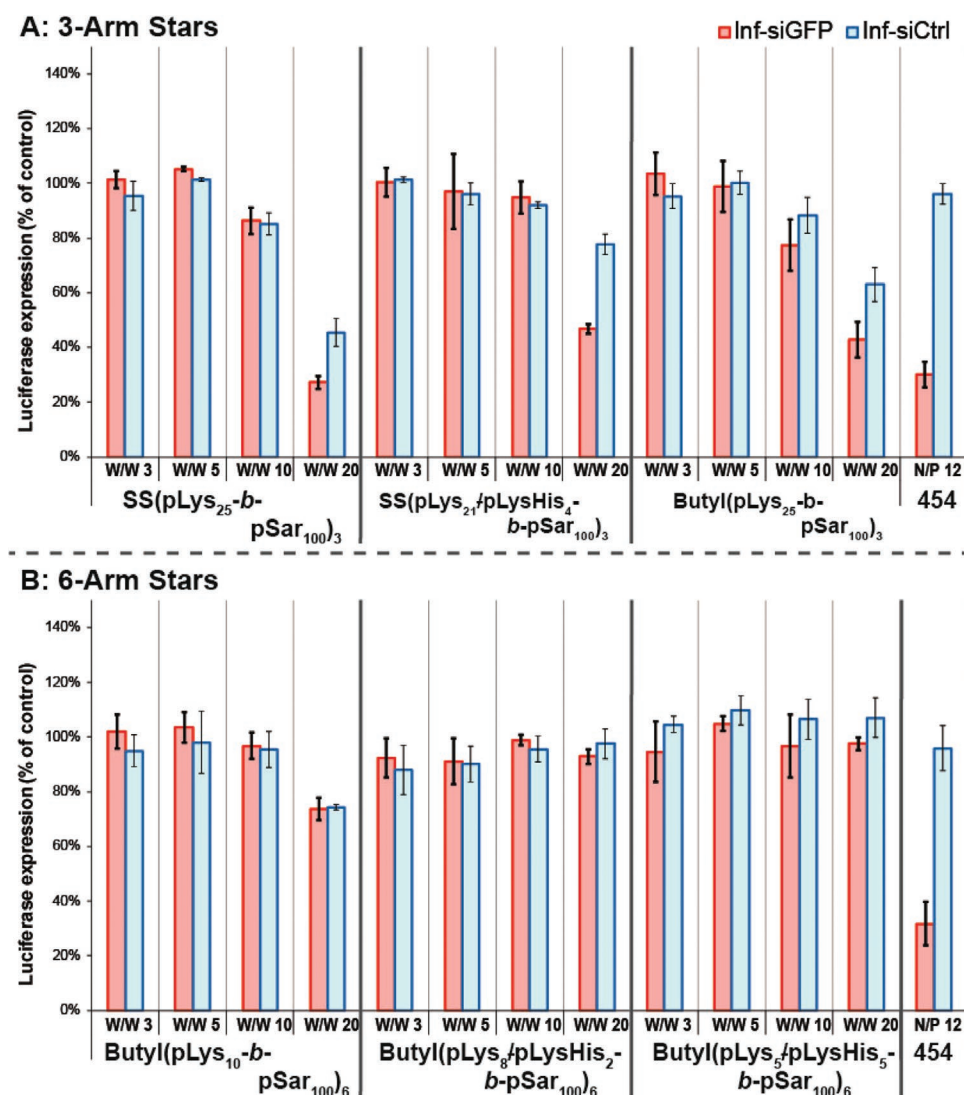 A: 3-Arm Stars
Inf-siGFP Inf-siCtrl
Luciferase expression (% of control)
140%
120%
100%
80%
60%
40%
20%
0%
W/W 3 W/W 5 W/W 10 W/W 20 W/W 3 W/W 5 W/W 10 W/W 20 W/W 3 W/W 5 W/W 10 W/W 20 N/P 12
SS(pLys25-b-
pSar100)3
SS(pLys21/pLysHis4-
b-pSar100)3
Butyl(pLys25-b-
pSar100)3
454
B: 6-Arm Stars
Luciferase expression (% of control)
140%
120%
100%
80%
60%
40%
20%
0%
W/W 3 W/W 5 W/W 10 W/W 20 W/W 3 W/W 5 W/W 10 W/W 20 W/W 3 W/W 5 W/W 10 W/W 20 N/P 12
Butyl(pLys10-b-
pSar100)6
Butyl(pLys8/pLysHis2-
b-pSar100)6
Butyl(pLys5/pLysHis5-
b-pSar100)6
454